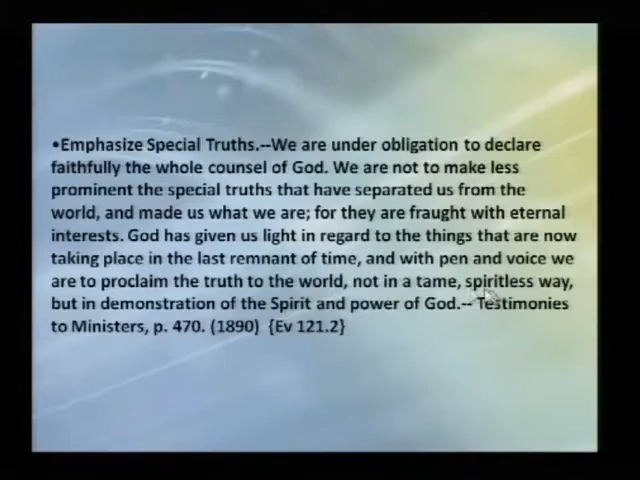 •Emphasize Special Truths.--We are under obligation to declare
faithfully the whole counsel of God. We are not to make less
prominent the special truths that have separated us from the
world, and made us what we are; for they are fraught with eternal
interests. God has given us light in regard to the things that are now
taking place in the last remnant of time, and with pen and voice we
are to proclaim the truth to the world, not in a tame, spiritless way,
but in demonstration of the Spirit and power of God.-- Testimonies
to Ministers, p. 470. (1890)  {Ev 121.2}